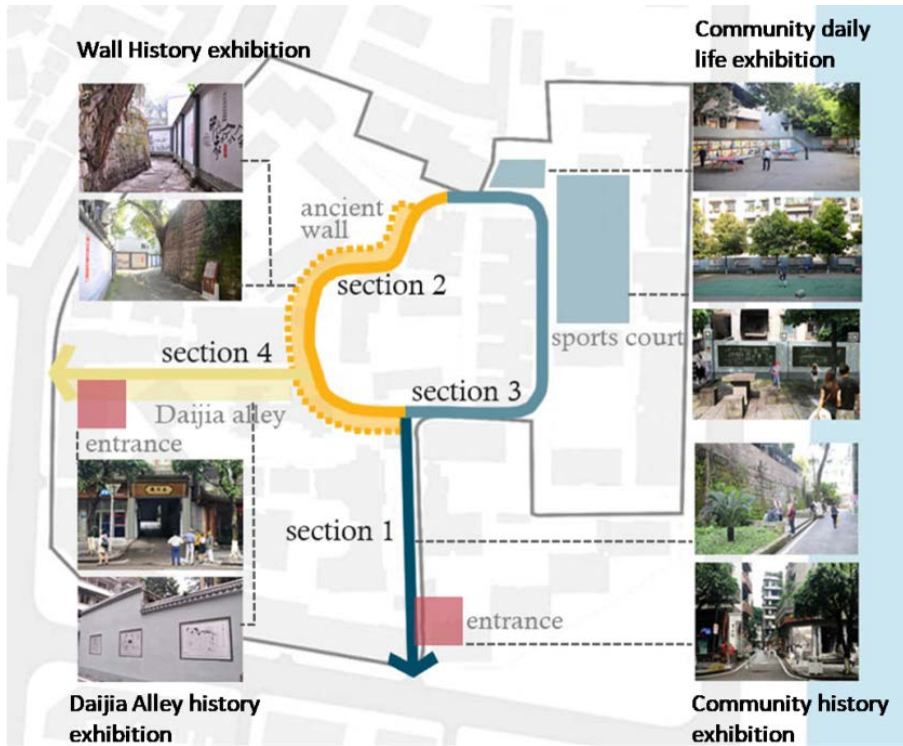 Wall History exhibition
Community daily
life exhibition
ancient
wall
section 2
sports court
section 4
section 3
Daijia alley
entrance
section 1
entrance
Daijia Alley history
exhibition
Community history
exhibition